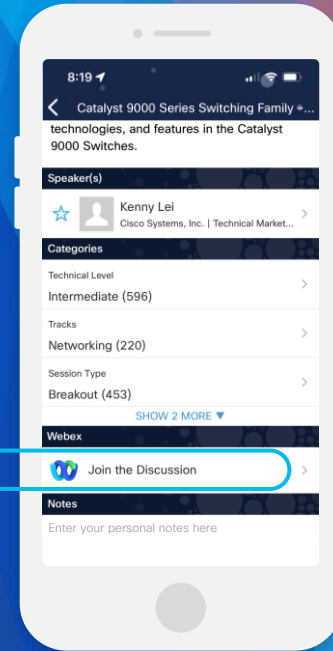 8:19
Catalyst 9000 Series Switching Family -...
technologies, and features in the Catalyst
9000 Switches.
Speaker(s)
Kenny Lei
Cisco Systems, Inc. | Technical Market...
Categories
Technical Level
Intermediate (596)
Tracks
Networking (220)
Session Type
Breakout (453)
SHOW 2 MORE ▼
Webex
Join the Discussion
Notes
Enter your personal notes here